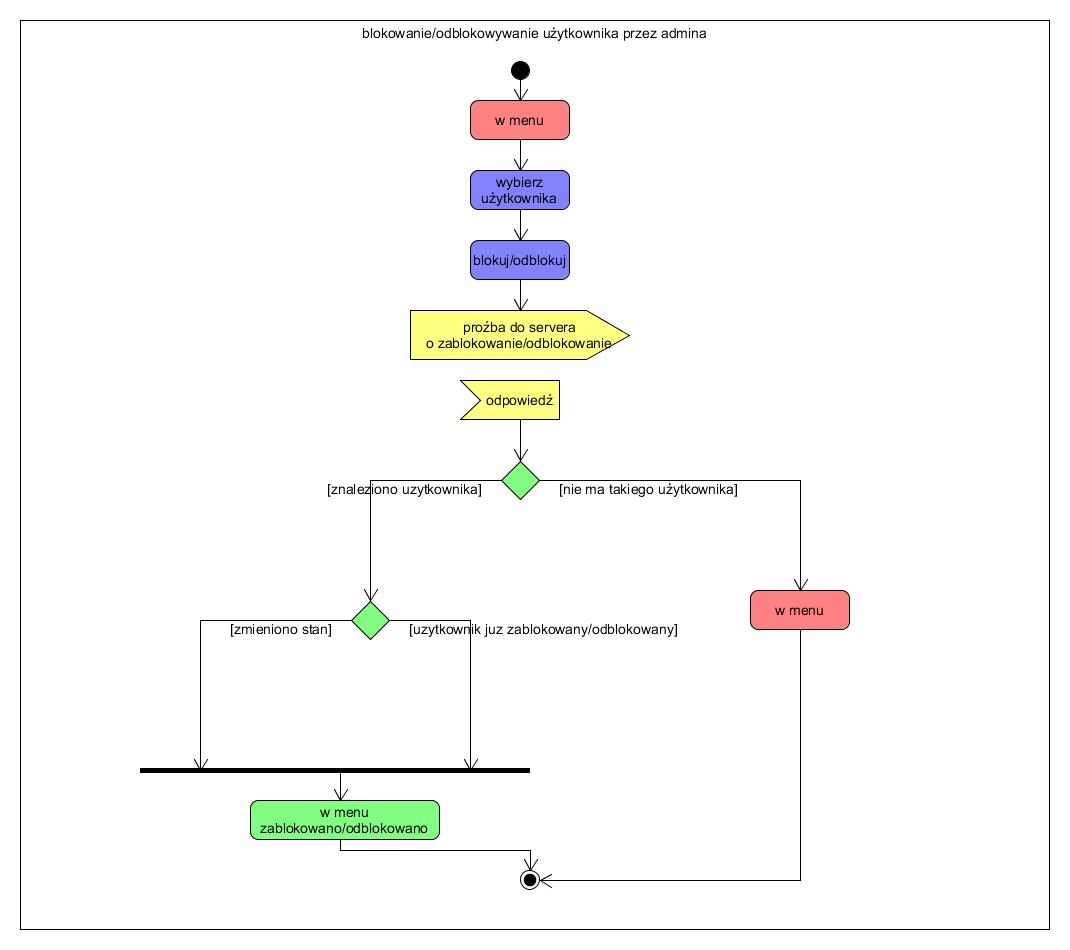 blokowanie/odblokowywanie użytkownika przez admina
w menu
wybierz
użytkownika
blokuj/odblokuj
proźba do servera
o zablokowanie/odblokowanie
odpowiedź
[znaleziono uzytkownika]
[nie ma takiego użytkownika]
w menu
[zmieniono stan]
[uzytkownik juz zablokowany/odblokowany]
w menu
zablokowano/odblokowano